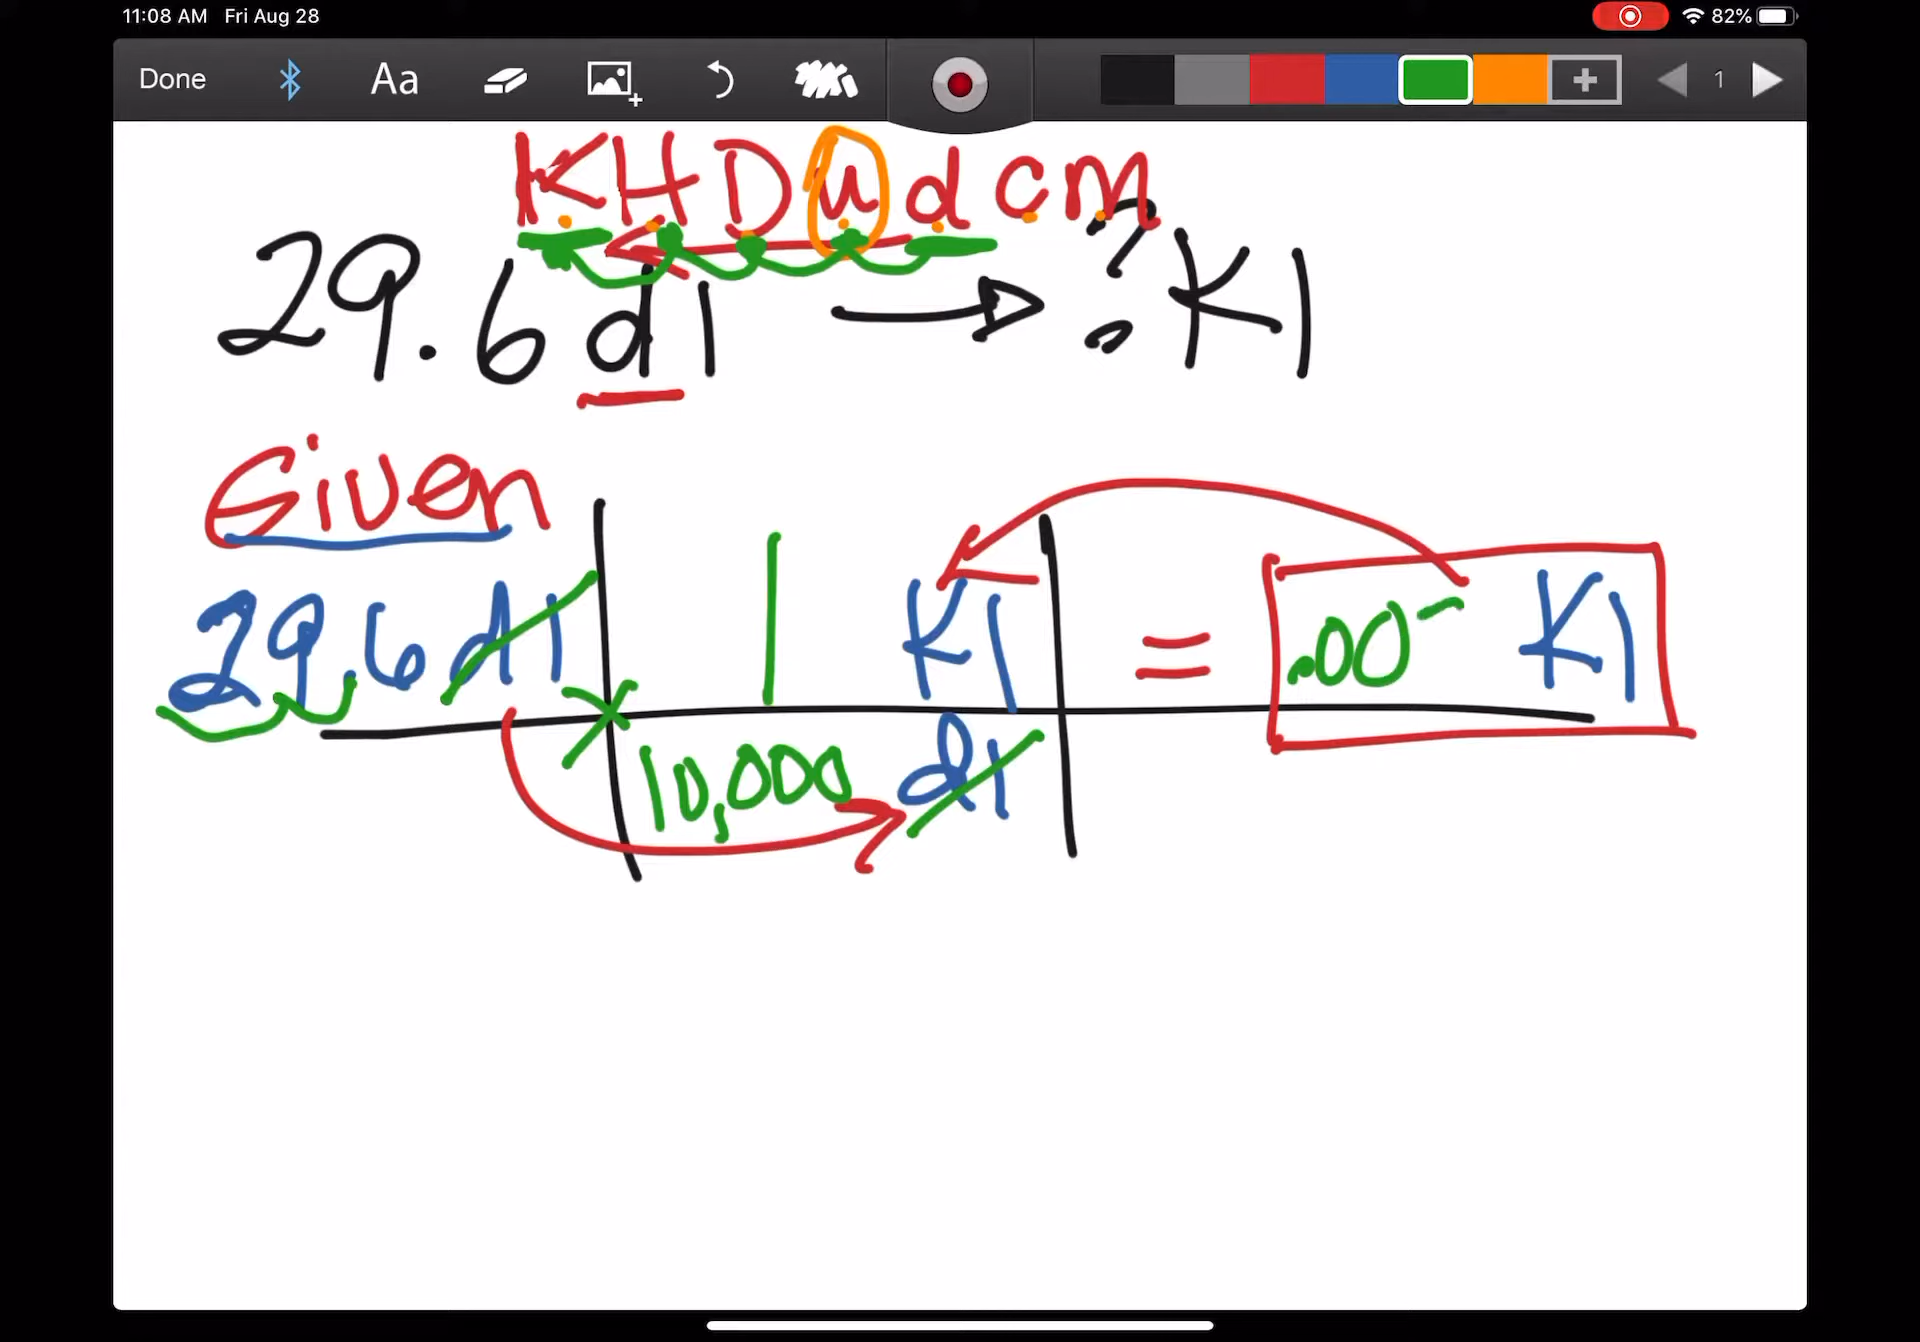 11:08 AM Fri Aug 28 82%
Done Aa 1
K H D u d c m
29.6 dl → ? Kl
Given
29.6 dl 1 Kl = .00 Kl
x 10,000 dl